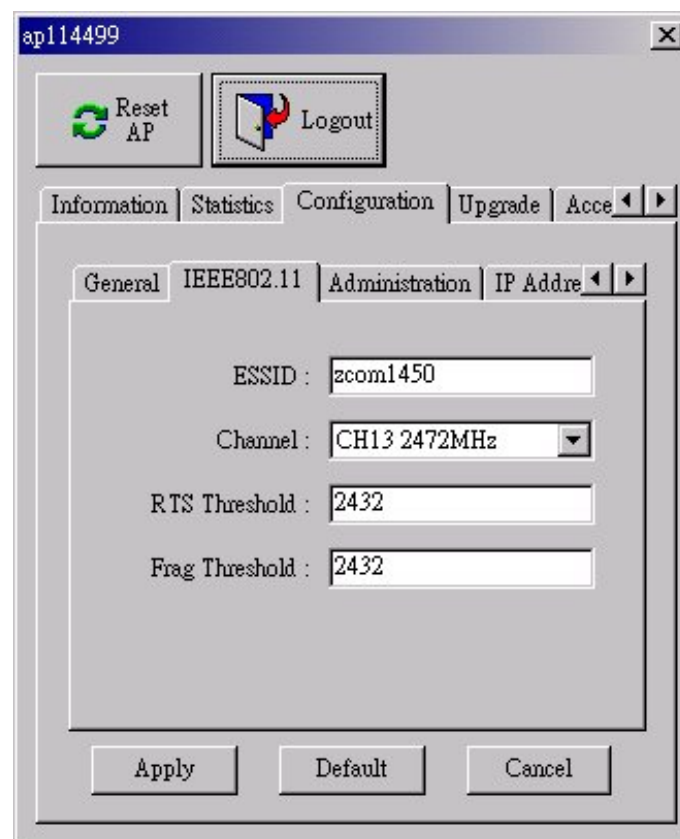 ap114499
Reset AP
Logout
Information Statistics Configuration Upgrade Acce
General IEEE802.11 Administration IP Addre
ESSID : zcom1450
Channel : CH13 2472MHz
RTS Threshold : 2432
Frag Threshold : 2432
Apply Default Cancel